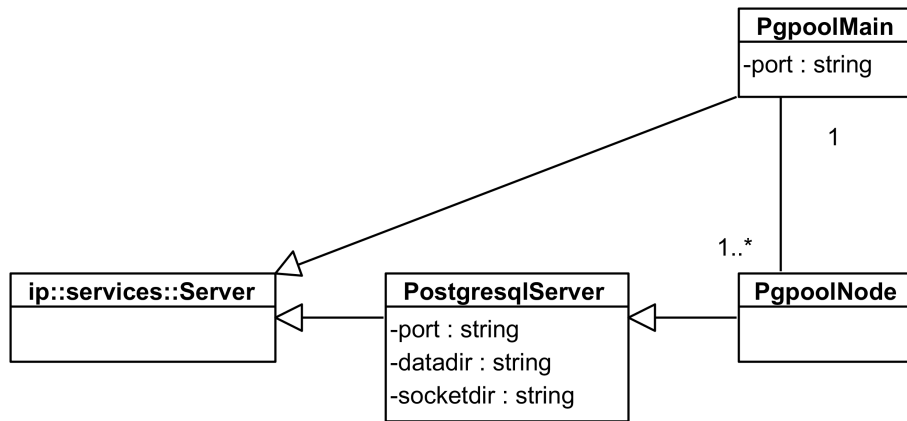 PgpoolMain
-port : string
1
1..*
ip::services::Server
PostgresqlServer
-port : string
-datadir : string
-socketdir : string
PgpoolNode